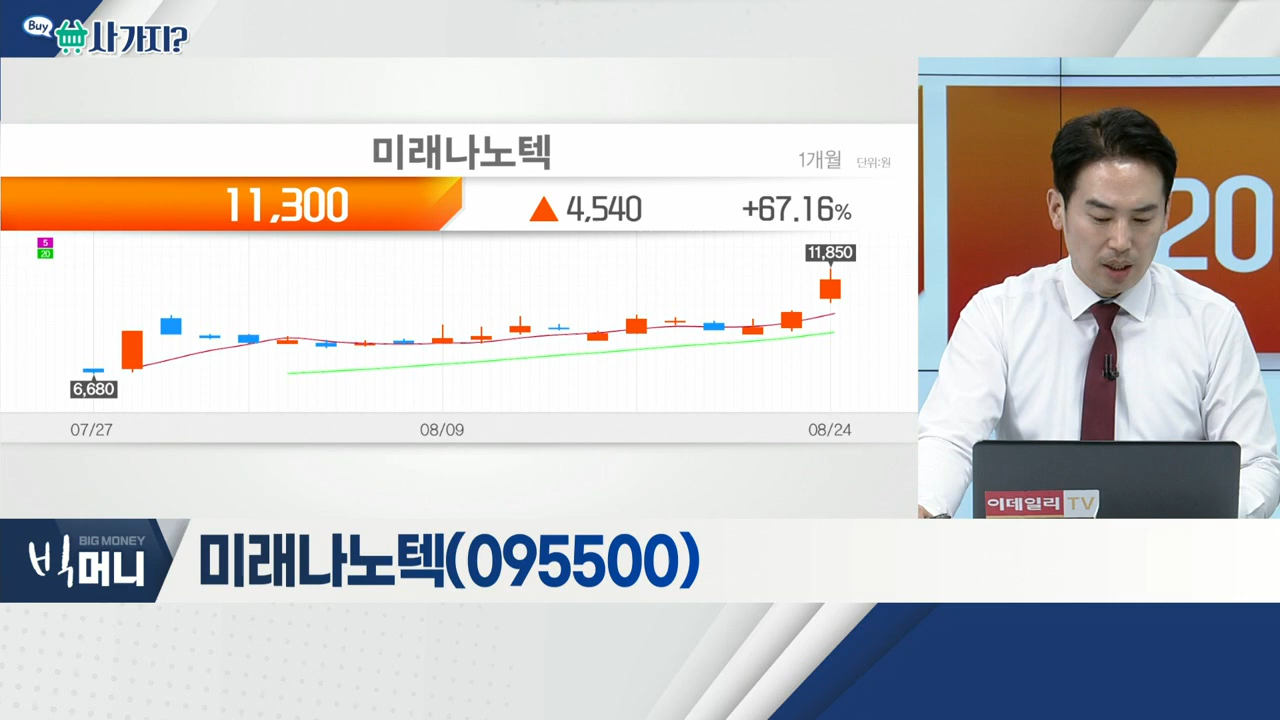 Buy
사가지?
미래나노텍
1개월 단위:원
11,300
▲ 4,540
+67.16%
5
20
11,850
6,680
07/27
08/09
08/24
20
이데일리 TV
BIG MONEY
빅머니
미래나노텍(095500)